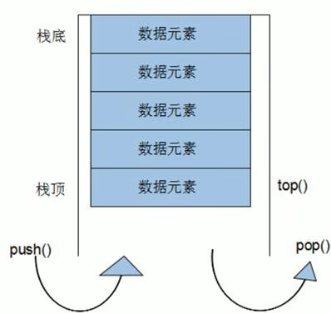 栈底
数据元素
数据元素
数据元素
数据元素
栈顶
数据元素
top()
push()
pop()